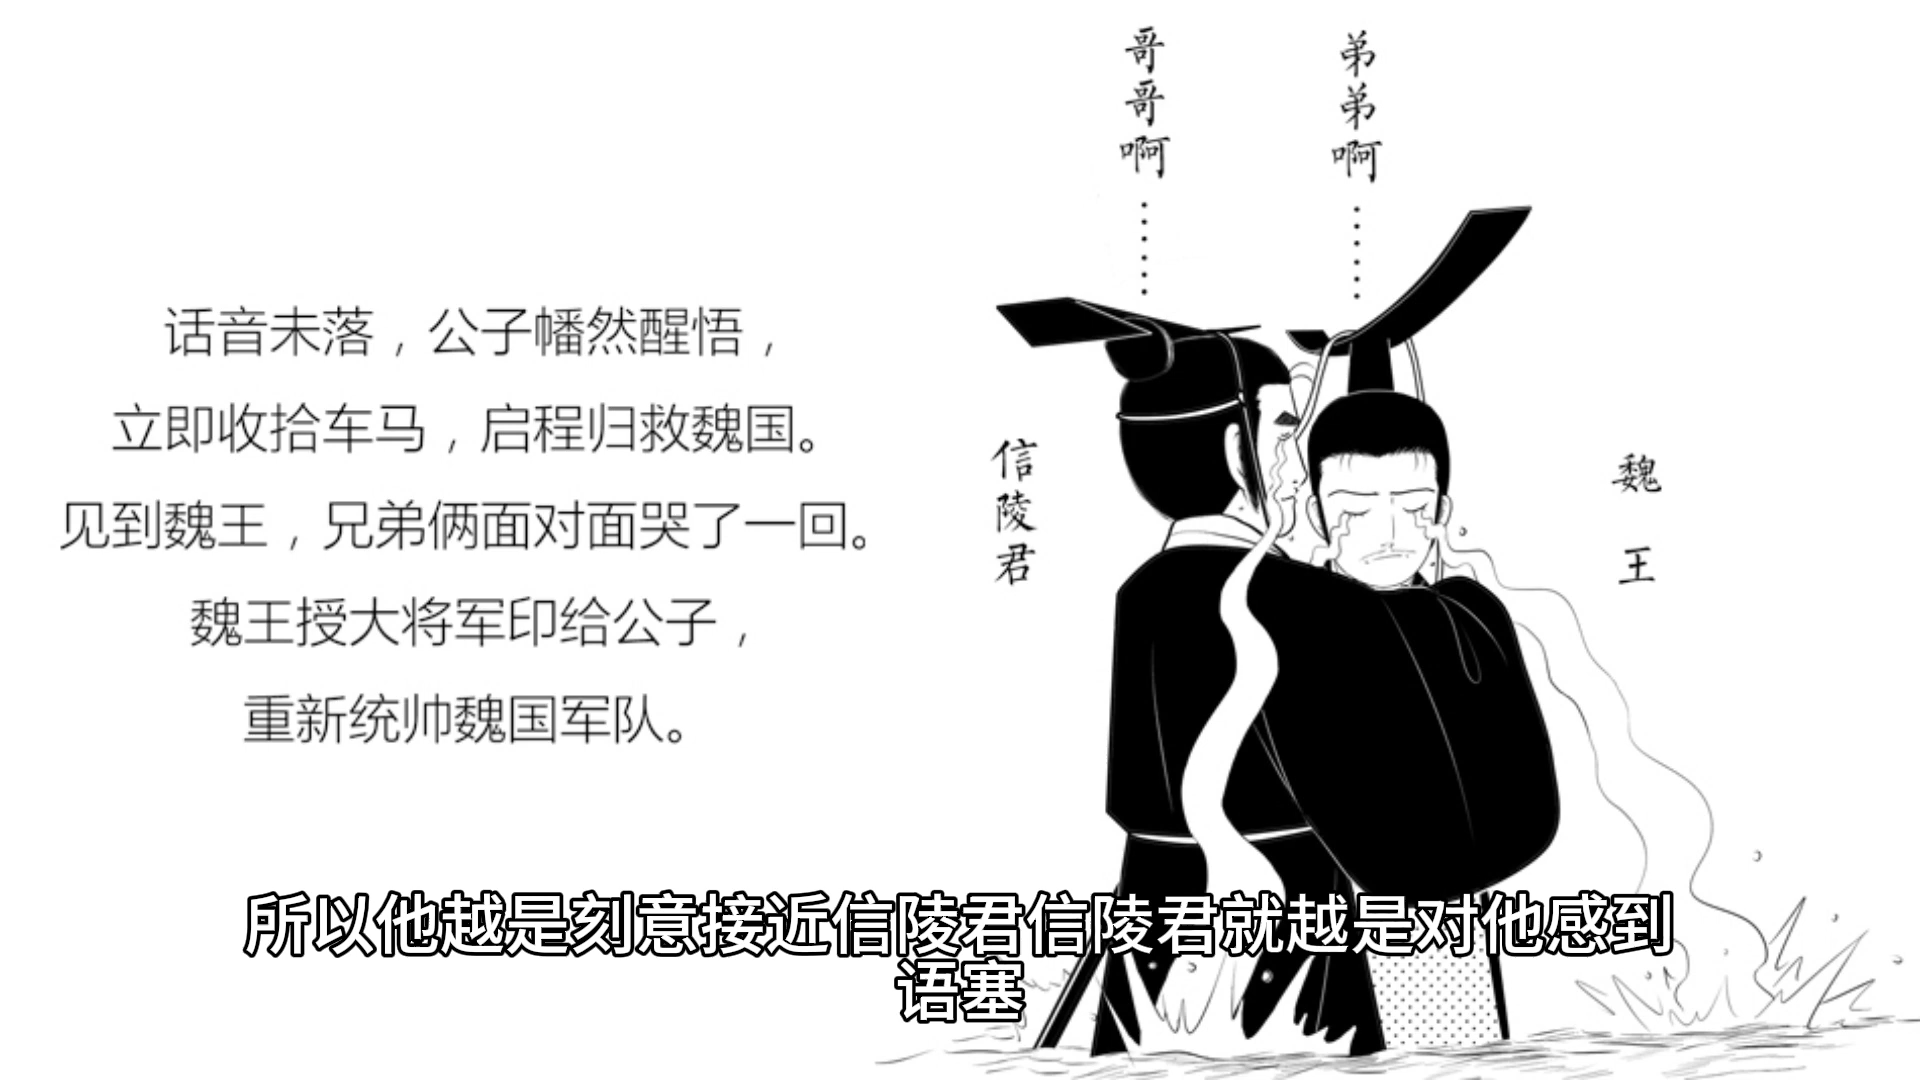 话音未落，公子幡然醒悟，
立即收拾车马，启程归救魏国。
见到魏王，兄弟俩面对面哭了一回。
魏王授大将军印给公子，
重新统帅魏国军队。
哥哥啊……
弟弟啊……
信陵君
魏王
所以他越是刻意接近信陵君信陵君就越是对他感到
语塞